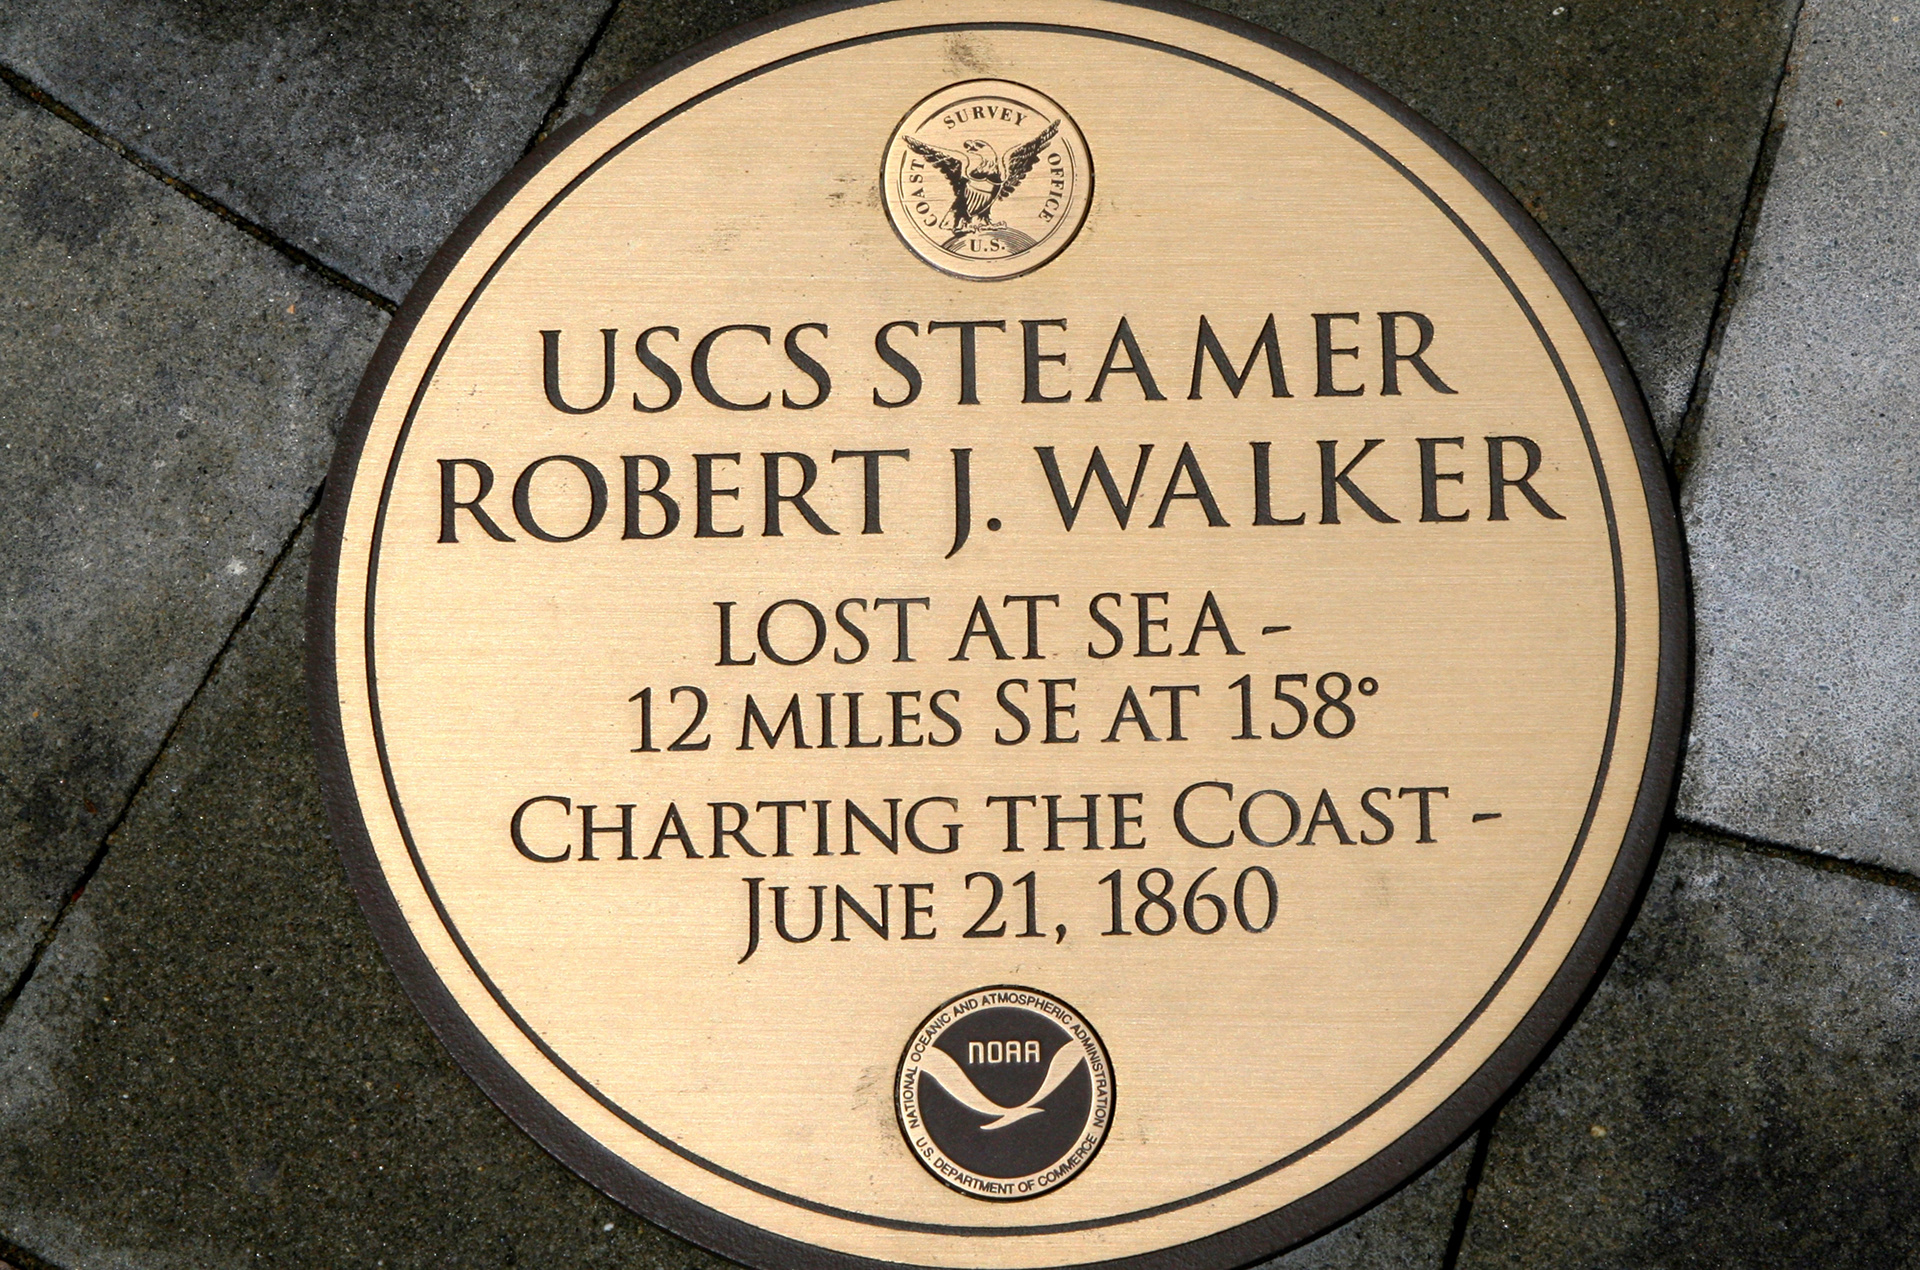 COAST SURVEY OFFICE
U.S.
USCS STEAMER
ROBERT J. WALKER
LOST AT SEA -
12 MILES SE AT 158°
CHARTING THE COAST -
JUNE 21, 1860
NATIONAL OCEANIC AND ATMOSPHERIC ADMINISTRATION
NOAA
U.S. DEPARTMENT OF COMMERCE